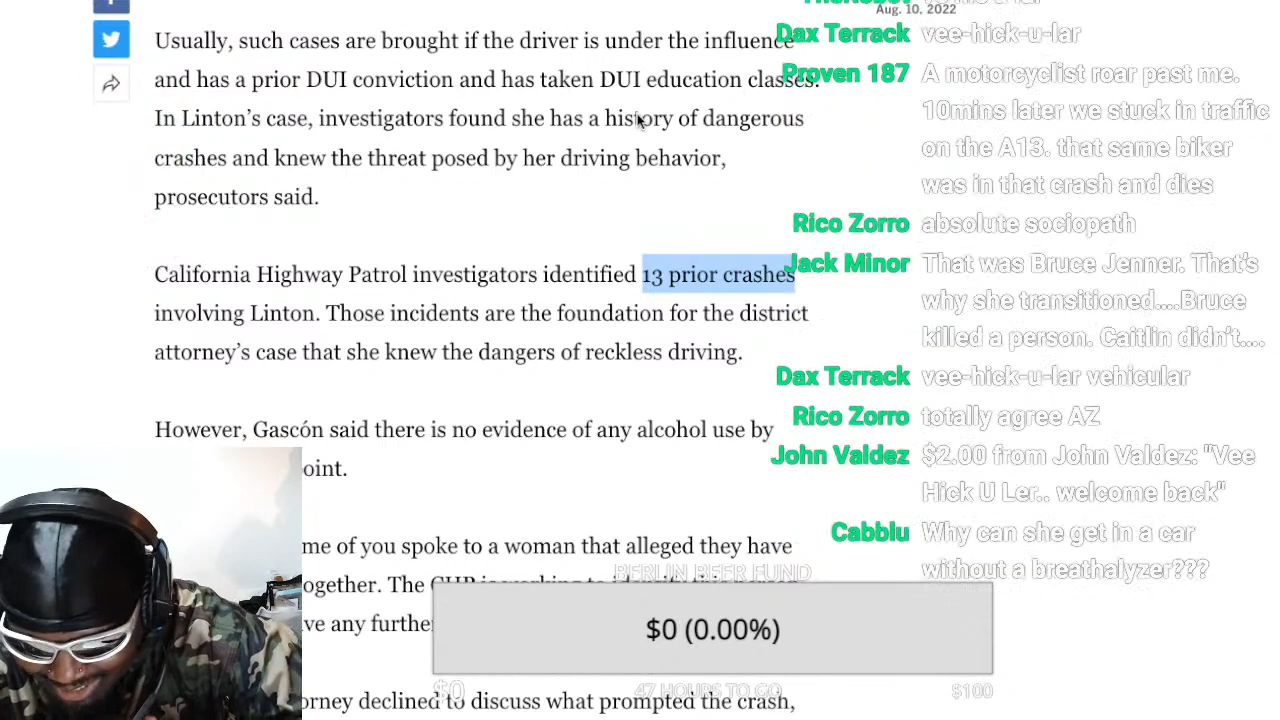 Aug. 10, 2022
Usually, such cases are brought if the driver is under the influence
and has a prior DUI conviction and has taken DUI education classes.
In Linton's case, investigators found she has a history of dangerous
crashes and knew the threat posed by her driving behavior,
prosecutors said.
California Highway Patrol investigators identified 13 prior crashes
involving Linton. Those incidents are the foundation for the district
attorney's case that she knew the dangers of reckless driving.
However, Gascón said there is no evidence of any alcohol use by
oint.
me of you spoke to a woman that alleged they have
ogether. The
ve any further
orney declined to discuss what prompted the crash,
Dax Terrack vee-hick-u-lar
Proven 187 A motorcyclist roar past me.
10mins later we stuck in traffic
on the A13. that same biker
was in that crash and dies
Rico Zorro absolute sociopath
Jack Minor That was Bruce Jenner. That's
why she transitioned....Bruce
killed a person. Caitlin didn't....
Dax Terrack vee-hick-u-lar vehicular
Rico Zorro totally agree AZ
John Valdez $2.00 from John Valdez: "Vee
Hick U Ler.. welcome back"
Cabblu Why can she get in a car
without a breathalyzer???
BERLIN BEER FUND
$0 (0.00%)
$0 47 HOURS TO GO $100